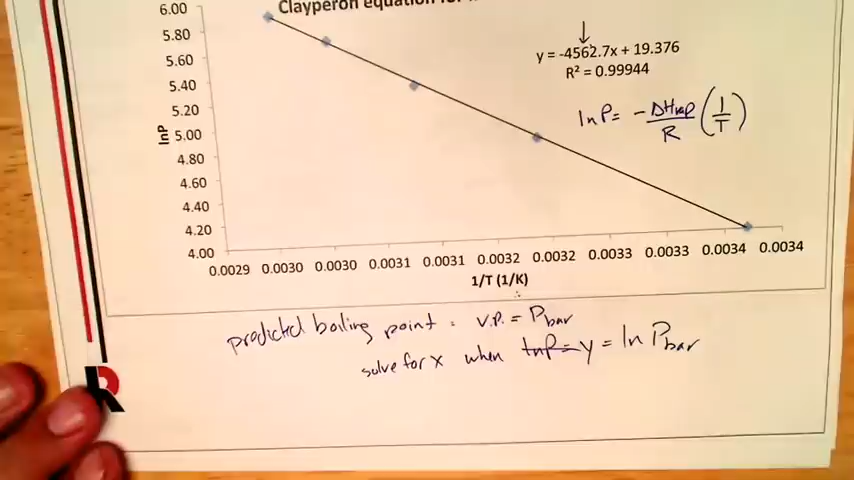 Clayperon equation for
6.00
5.80
5.60
5.40
5.20
5.00
4.80
4.60
4.40
4.20
4.00
lnP
y = -4562.7x + 19.376
R² = 0.99944
lnP = -ΔHvap/R (1/T)
0.0029 0.0030 0.0030 0.0031 0.0031 0.0032 0.0032 0.0033 0.0033 0.0034 0.0034
1/T (1/K)
predicted boiling point : V.P. = Pbar
solve for x when lnP = y = ln Pbar
R